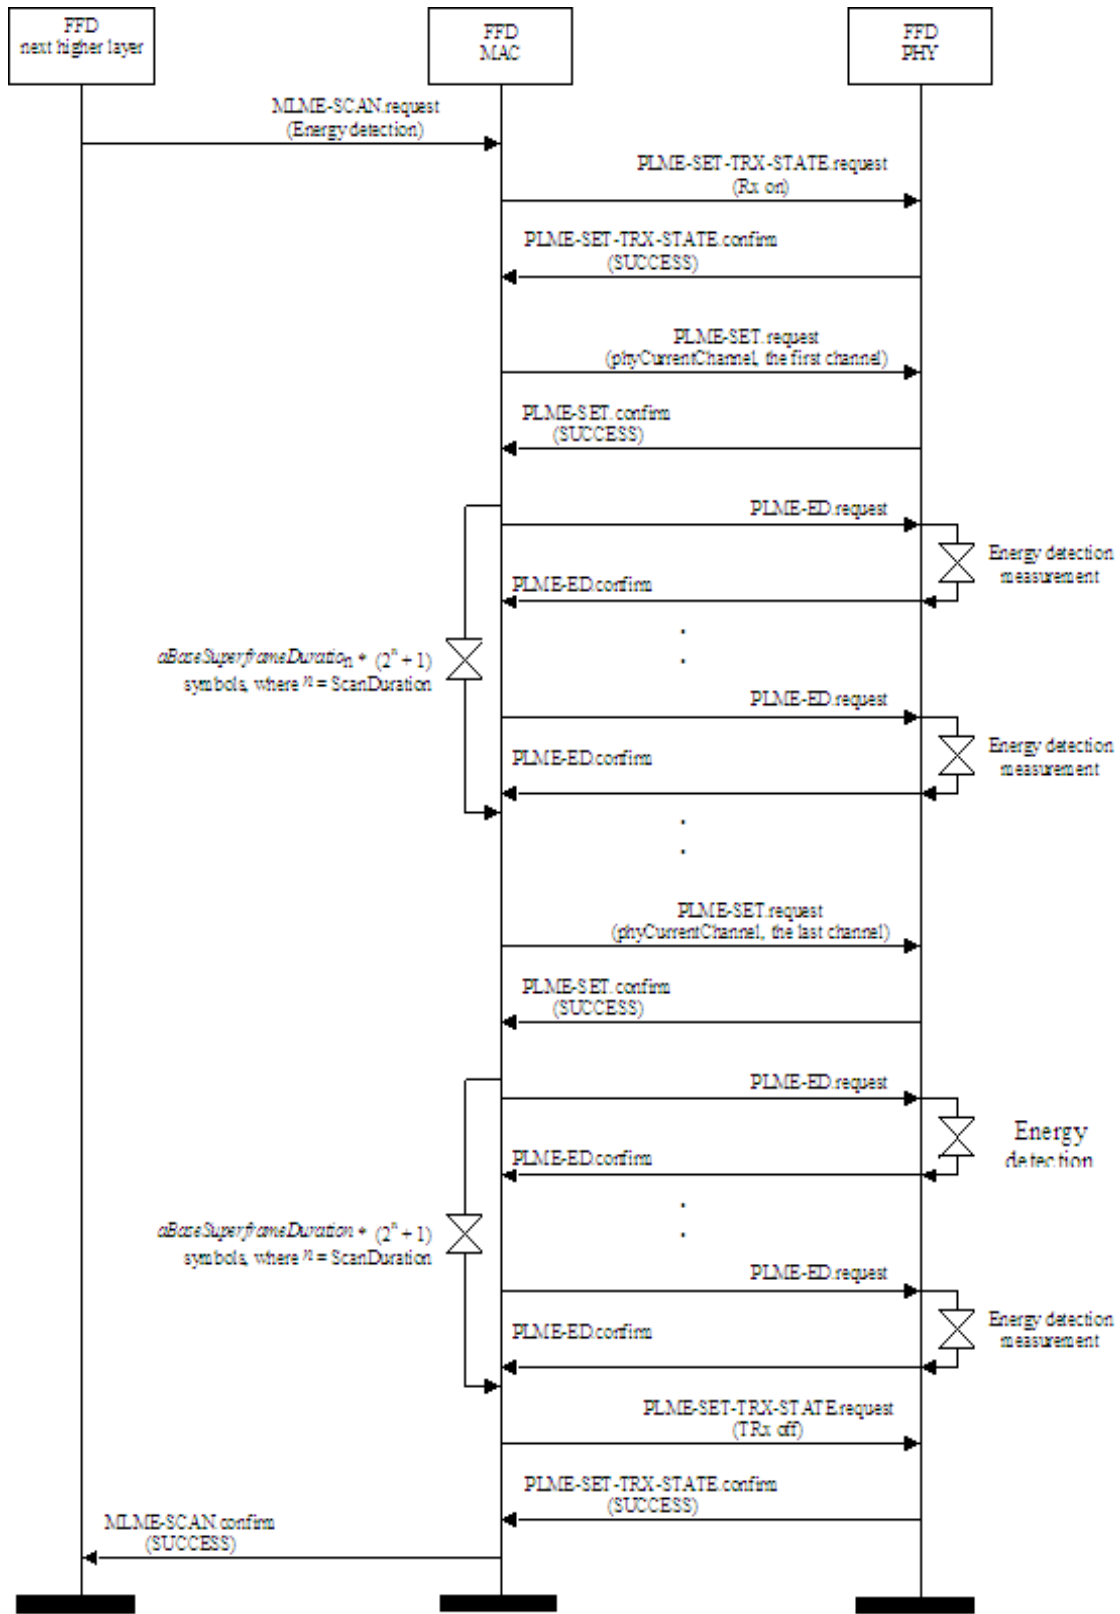 FFD
next higher layer
FFD
MAC
FFD
PHY
MLME-SCAN.request
(Energy detection)
PLME-SET-TRX-STATE.request
(Rx on)
PLME-SET-TRX-STATE.confirm
(SUCCESS)
PLME-SET.request
(phyCurrentChannel, the first channel)
PLME-SET.confirm
(SUCCESS)
PLME-ED.request
Energy detection
measurement
PLME-ED.confirm
.
.
aBaseSuperframeDuration * (2ⁿ + 1)
symbols, where n = ScanDuration
PLME-ED.request
Energy detection
measurement
PLME-ED.confirm
.
.
PLME-SET.request
(phyCurrentChannel, the last channel)
PLME-SET.confirm
(SUCCESS)
PLME-ED.request
Energy
detection
PLME-ED.confirm
.
.
aBaseSuperframeDuration * (2ⁿ + 1)
symbols, where n = ScanDuration
PLME-ED.request
Energy detection
measurement
PLME-ED.confirm
PLME-SET-TRX-STATE.request
(TRx off)
PLME-SET-TRX-STATE.confirm
(SUCCESS)
MLME-SCAN.confirm
(SUCCESS)